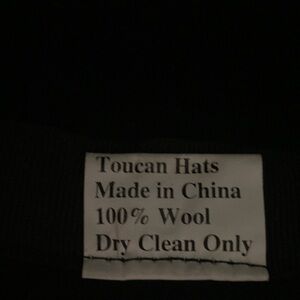 Toucan Hats
Made in China
100% Wool
Dry Clean Only